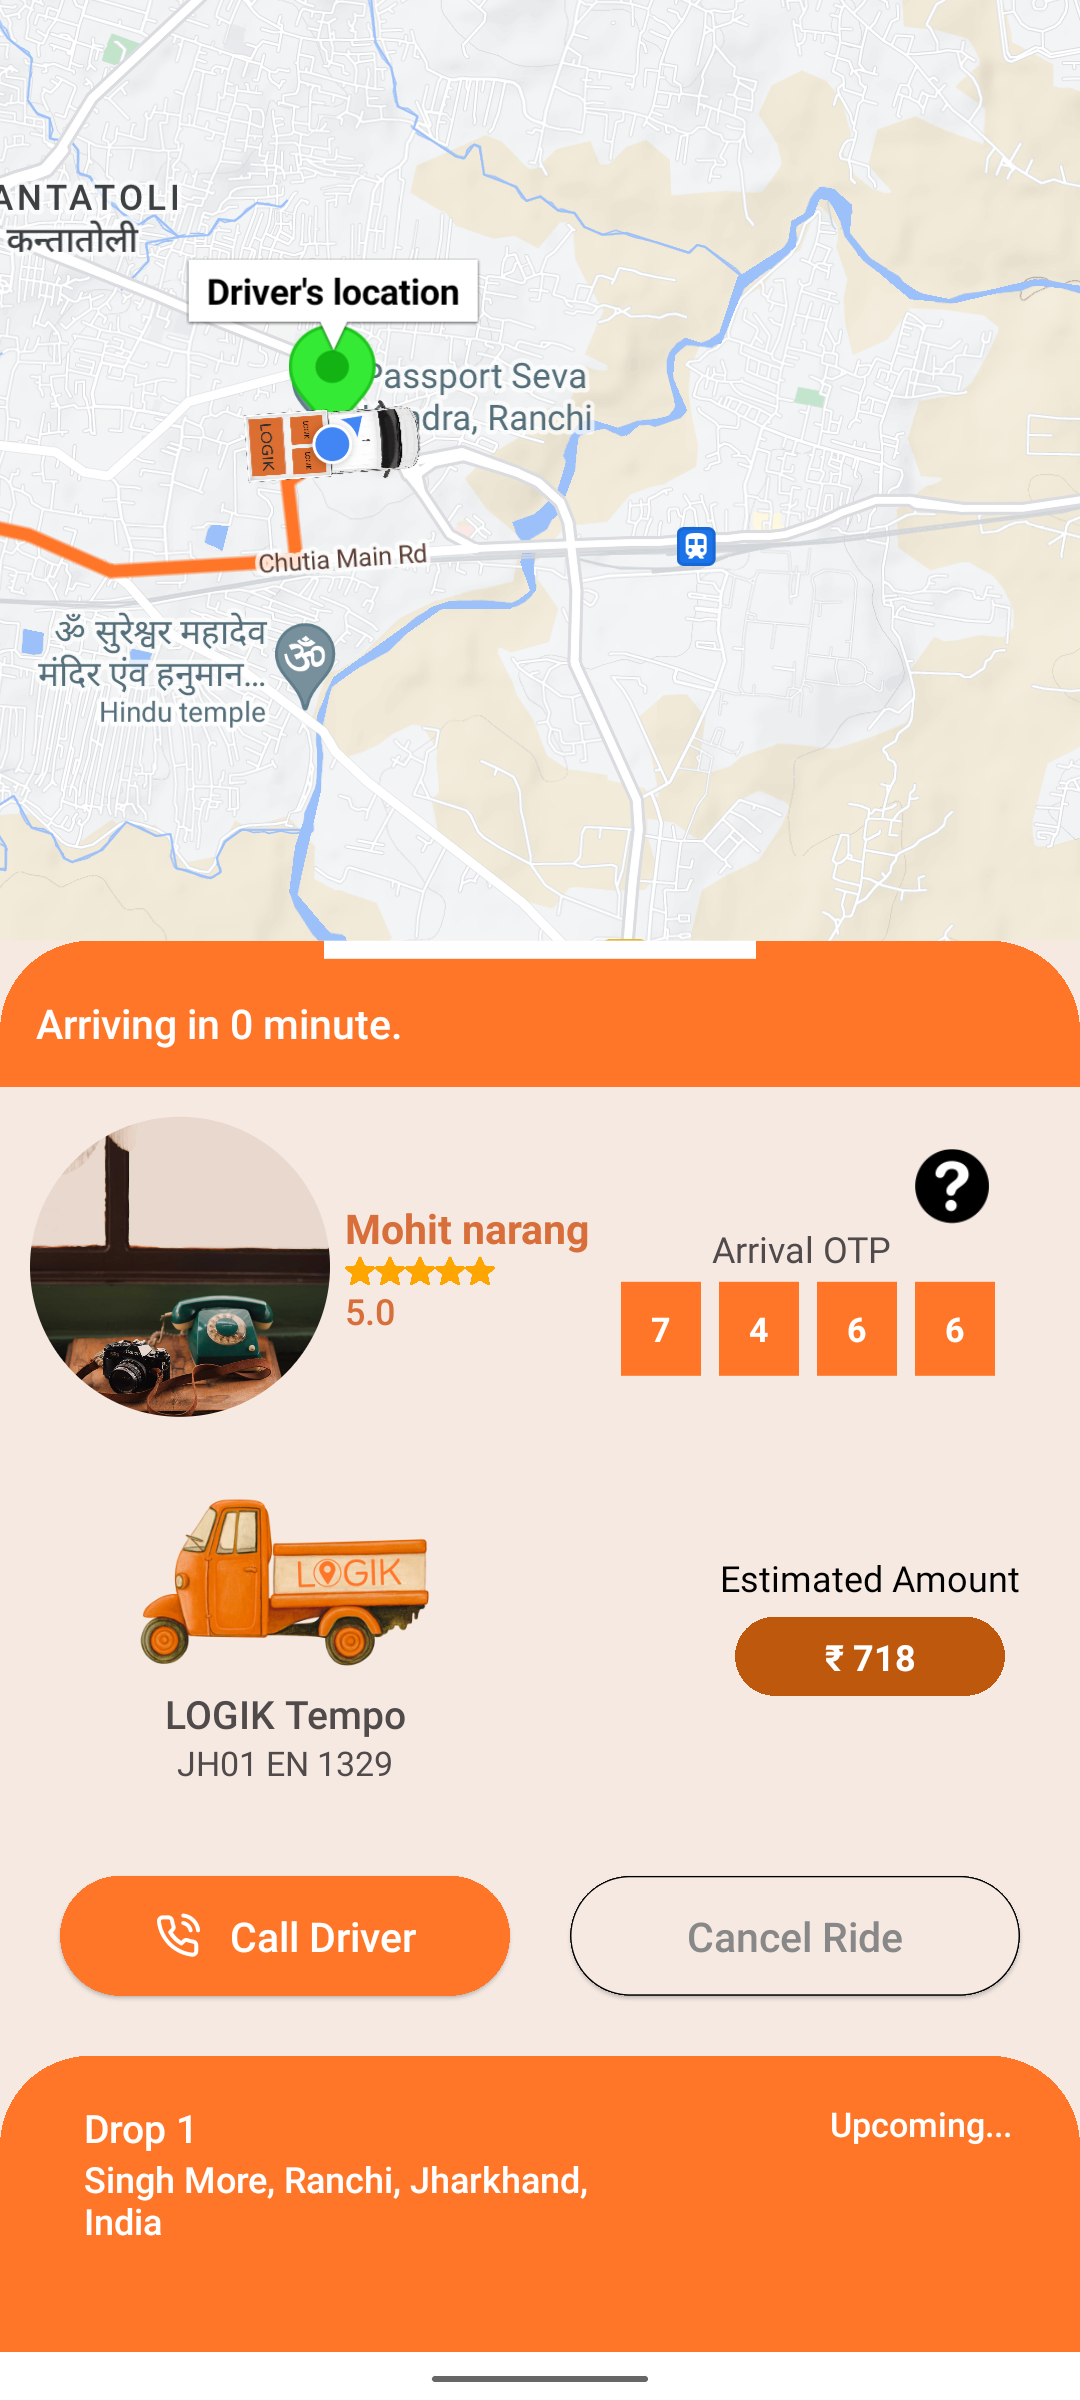 ANTATOLI
कन्तातोली
Driver's location
Passport Seva
dra, Ranchi
LOGIK
Chutia Main Rd
ॐ सुरेश्वर महादेव
मंदिर एंव हनुमान...
Hindu temple
Arriving in 0 minute.
Mohit narang
5.0
Arrival OTP
7 4 6 6
LOGIK
Estimated Amount
₹ 718
LOGIK Tempo
JH01 EN 1329
Call Driver
Cancel Ride
Drop 1
Upcoming...
Singh More, Ranchi, Jharkhand,
India